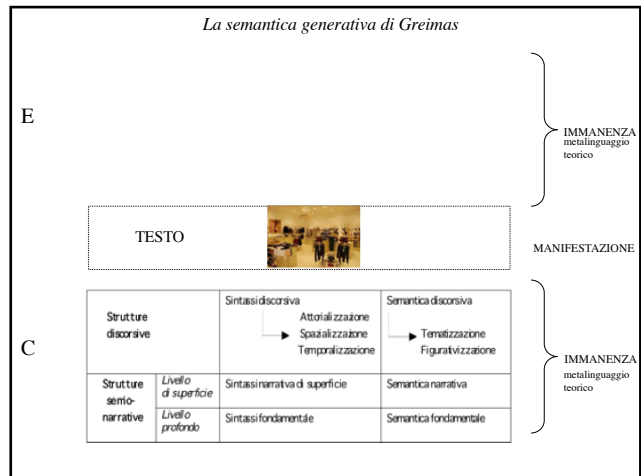 La semantica generativa di Greimas
E
IMMANENZA
metalinguaggio
teorico
TESTO
MANIFESTAZIONE
C
Strutture
discorsive
Sintassi discorsiva
Attorializzazione
Spazializzazione
Temporalizzazione
Semantica discorsiva
Tematizzazione
Figurativizzazione
IMMANENZA
metalinguaggio
teorico
Strutture
semio-
narrative
Livello
di superficie
Sintassi narrativa di superficie
Semantica narrativa
Livello
profondo
Sintassi fondamentale
Semantica fondamentale